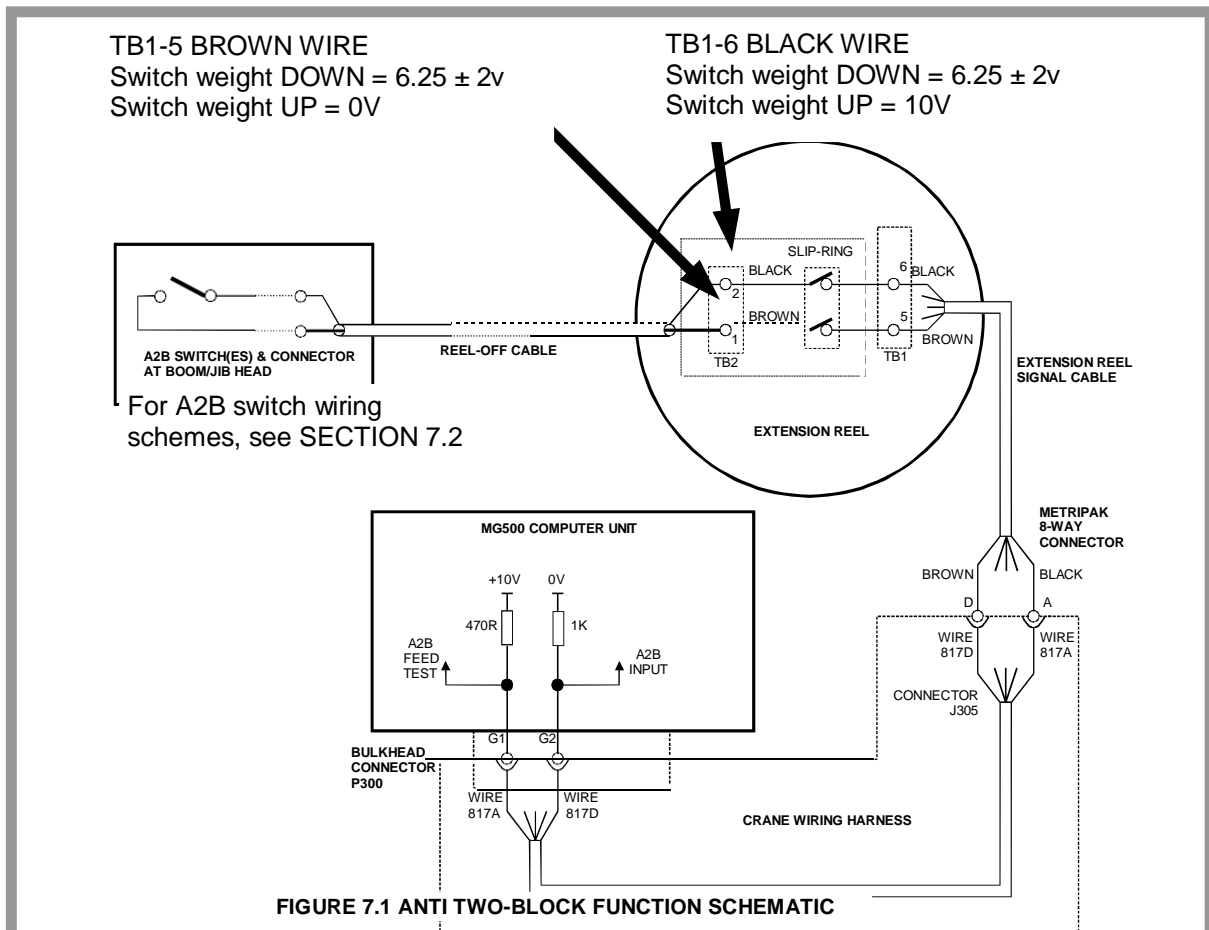 TB1-5 BROWN WIRE
Switch weight DOWN = 6.25 ± 2v
Switch weight UP = 0V
TB1-6 BLACK WIRE
Switch weight DOWN = 6.25 ± 2v
Switch weight UP = 10V
SLIP-RING
BLACK
2
6
BLACK
BROWN
1
5
BROWN
TB2
TB1
REEL-OFF CABLE
A2B SWITCH(ES) & CONNECTOR
AT BOOM/JIB HEAD
For A2B switch wiring
schemes, see SECTION 7.2
EXTENSION REEL
SIGNAL CABLE
EXTENSION REEL
METRIPAK
8-WAY
CONNECTOR
MG500 COMPUTER UNIT
+10V
0V
470R
1K
A2B
FEED
TEST
A2B
INPUT
BROWN
BLACK
D
A
WIRE
817D
WIRE
817A
CONNECTOR
J305
G1
G2
BULKHEAD
CONNECTOR
P300
WIRE
817A
WIRE
817D
CRANE WIRING HARNESS
FIGURE 7.1 ANTI TWO-BLOCK FUNCTION SCHEMATIC